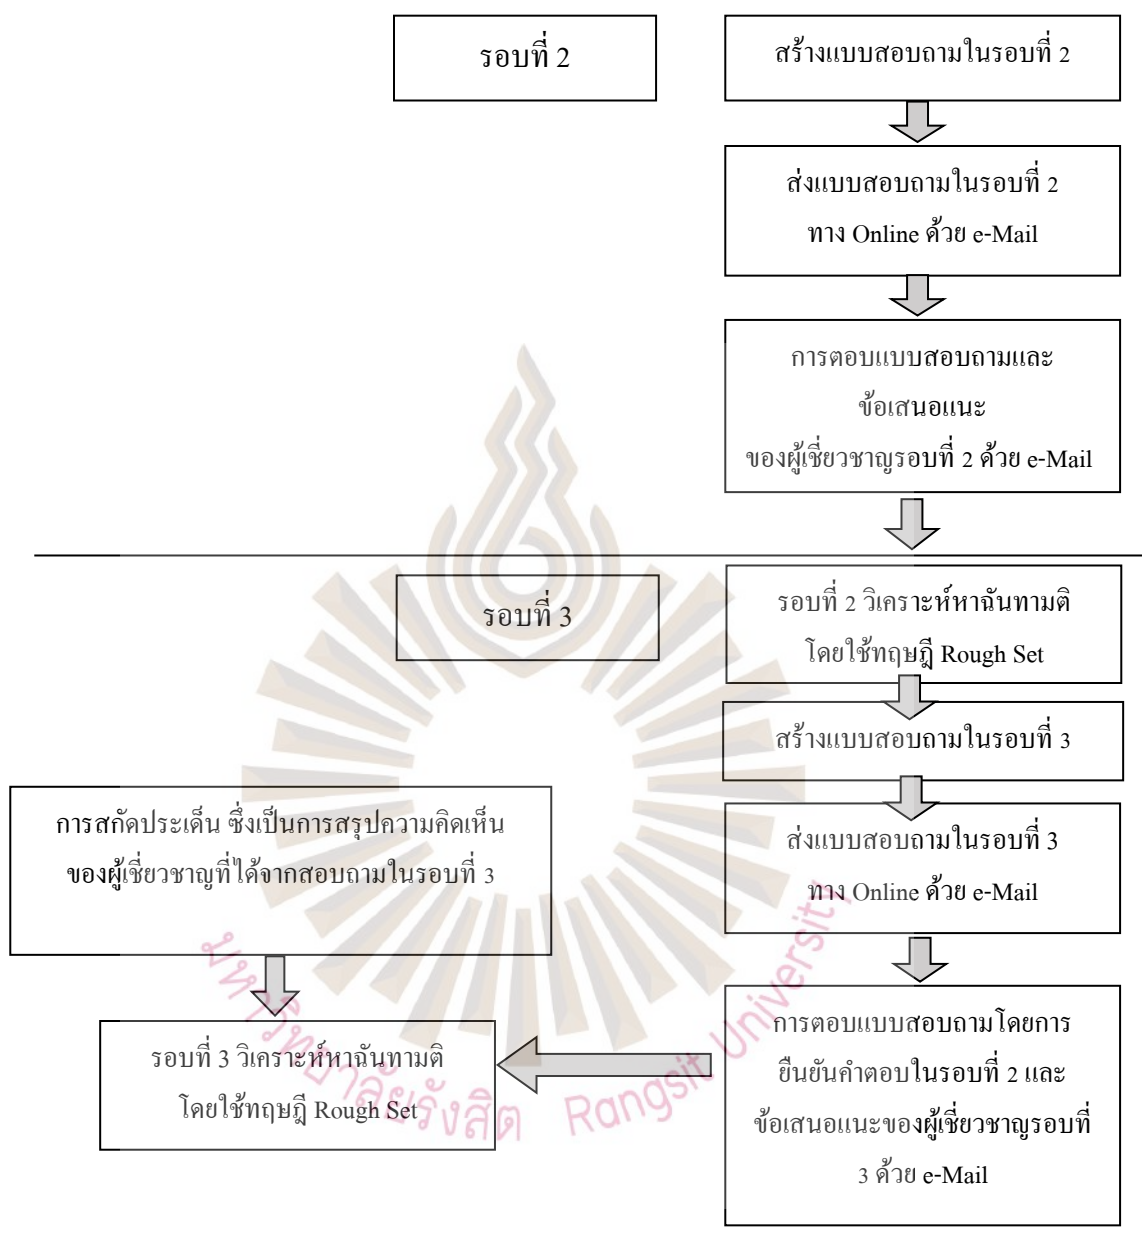 รอบที่ 2
สร้างแบบสอบถามในรอบที่ 2
ส่งแบบสอบถามในรอบที่ 2
ทาง Online ด้วย e-Mail
การตอบแบบสอบถามและ
ข้อเสนอแนะ
ของผู้เชี่ยวชาญรอบที่ 2 ด้วย e-Mail
รอบที่ 3
รอบที่ 2 วิเคราะห์หาฉันทามติ
โดยใช้ทฤษฎี Rough Set
สร้างแบบสอบถามในรอบที่ 3
ส่งแบบสอบถามในรอบที่ 3
ทาง Online ด้วย e-Mail
การสกัดประเด็น ซึ่งเป็นการสรุปความคิดเห็น
ของผู้เชี่ยวชาญที่ได้จากสอบถามในรอบที่ 3
การตอบแบบสอบถามโดยการ
ยืนยันคำตอบในรอบที่ 2 และ
ข้อเสนอแนะของผู้เชี่ยวชาญรอบที่
3 ด้วย e-Mail
รอบที่ 3 วิเคราะห์หาฉันทามติ
โดยใช้ทฤษฎี Rough Set
มหาวิทยาลัยรังสิต Rangsit University